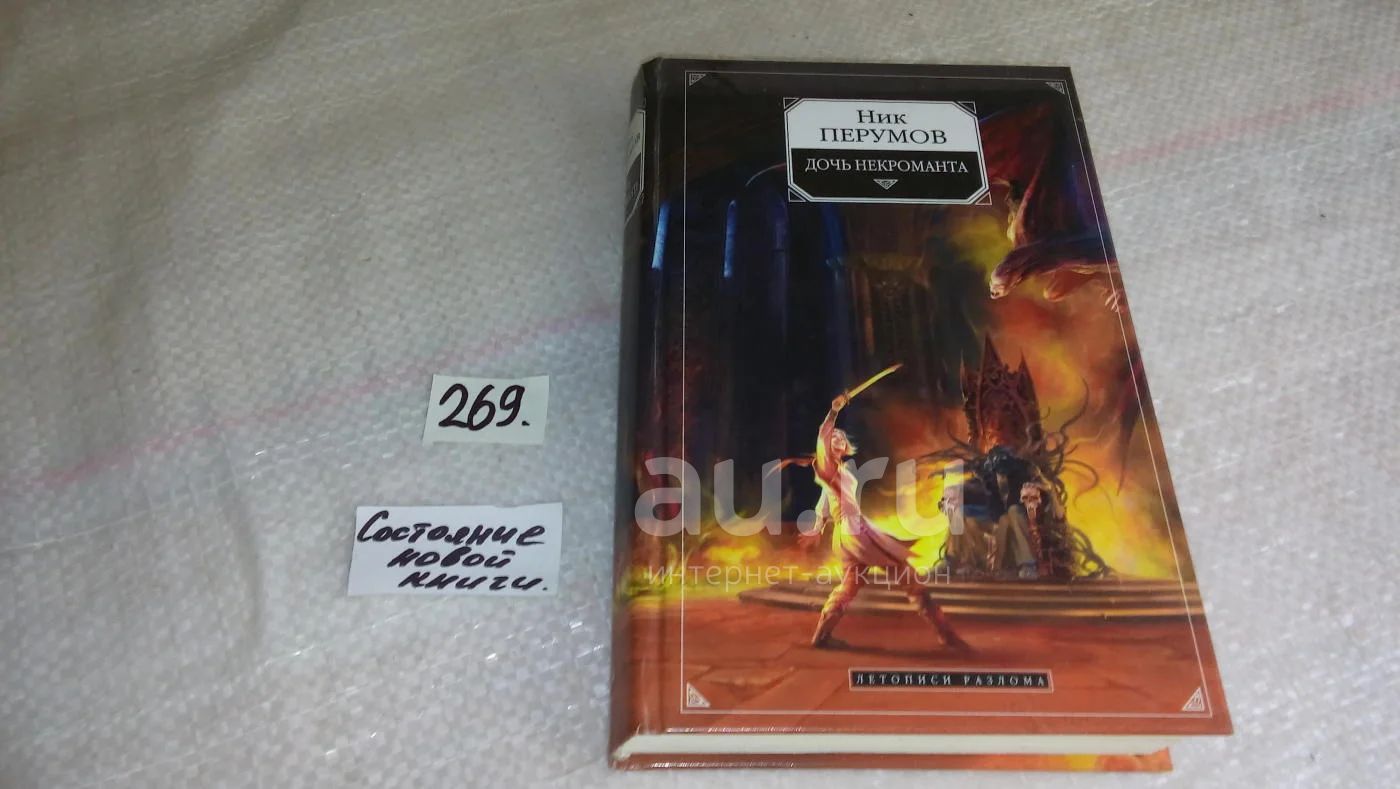 Ник
ПЕРУМОВ
ДОЧЬ НЕКРОМАНТА
269.
Состояние
новой
книги.
au.ru
интернет-аукцион
ЛЕТОПИСИ РАЗЛОМА